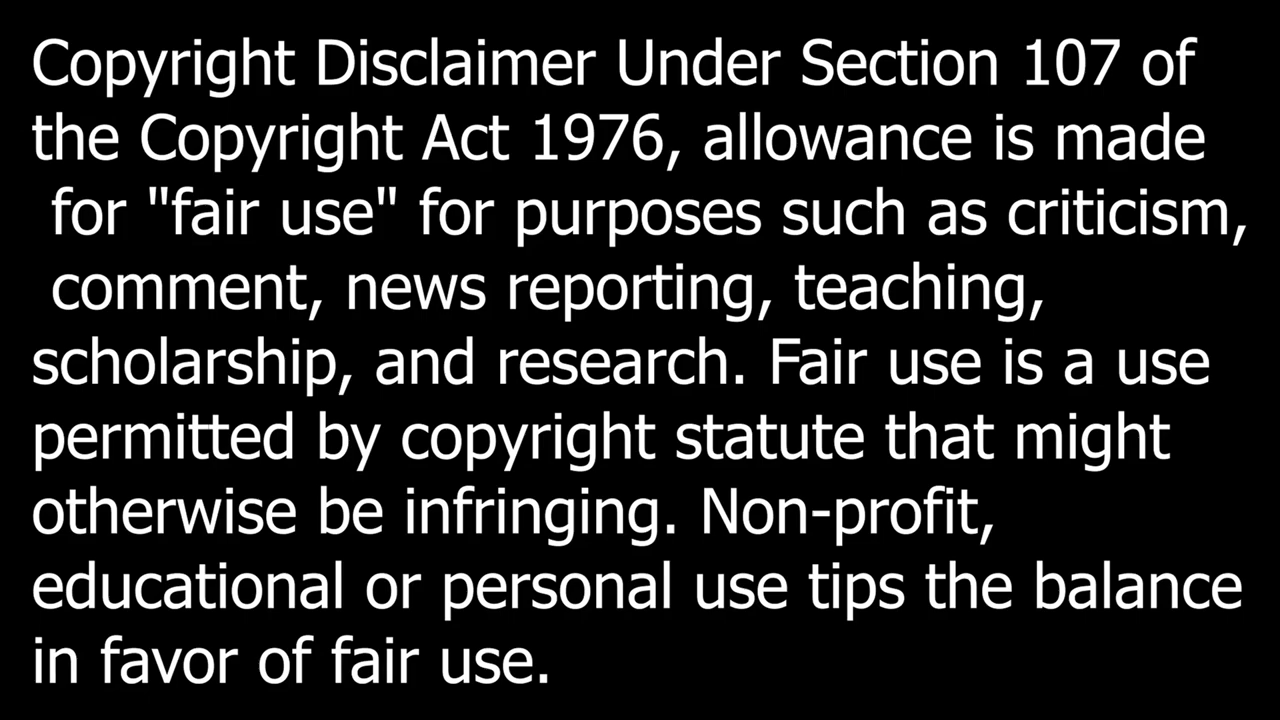 Copyright Disclaimer Under Section 107 of
the Copyright Act 1976, allowance is made
for "fair use" for purposes such as criticism,
comment, news reporting, teaching,
scholarship, and research. Fair use is a use
permitted by copyright statute that might
otherwise be infringing. Non-profit,
educational or personal use tips the balance
in favor of fair use.